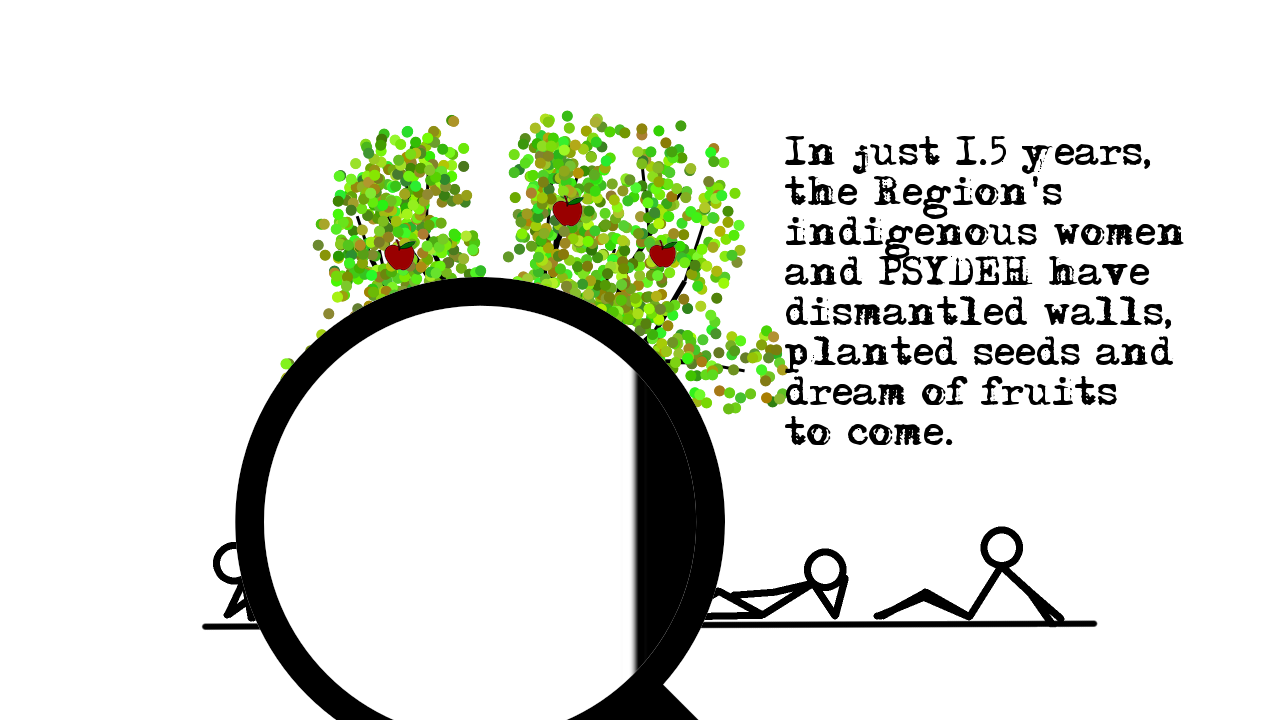 In just 1.5 years,
the Region's
indigenous women
and PSYDEH have
dismantled walls,
planted seeds and
dream of fruits
to come.